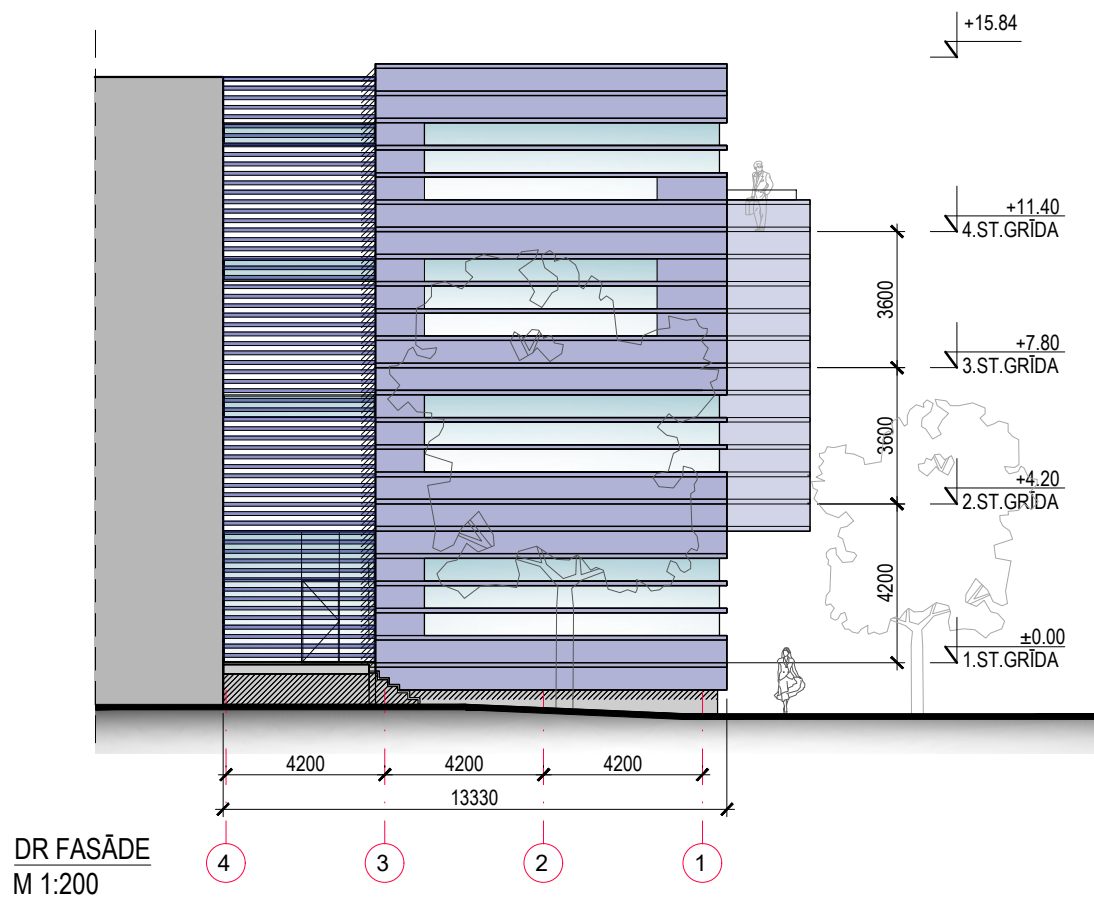 +15.84
+11.40
4.ST.GRĪDA
3600
+7.80
3.ST.GRĪDA
3600
+4.20
2.ST.GRĪDA
4200
±0.00
1.ST.GRĪDA
4200 4200 4200
13330
4 3 2 1
DR FASĀDE
M 1:200